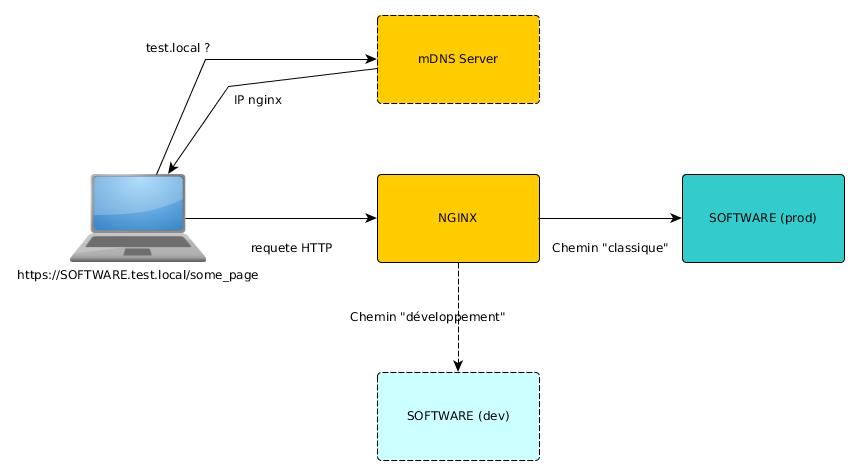 test.local ?
mDNS Server
IP nginx
NGINX
SOFTWARE (prod)
requete HTTP
Chemin "classique"
https://SOFTWARE.test.local/some_page
Chemin "développement"
SOFTWARE (dev)